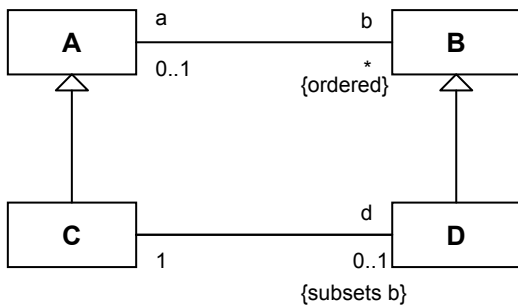 a b
A B
0..1 *
{ordered}
d
C D
1 0..1
{subsets b}